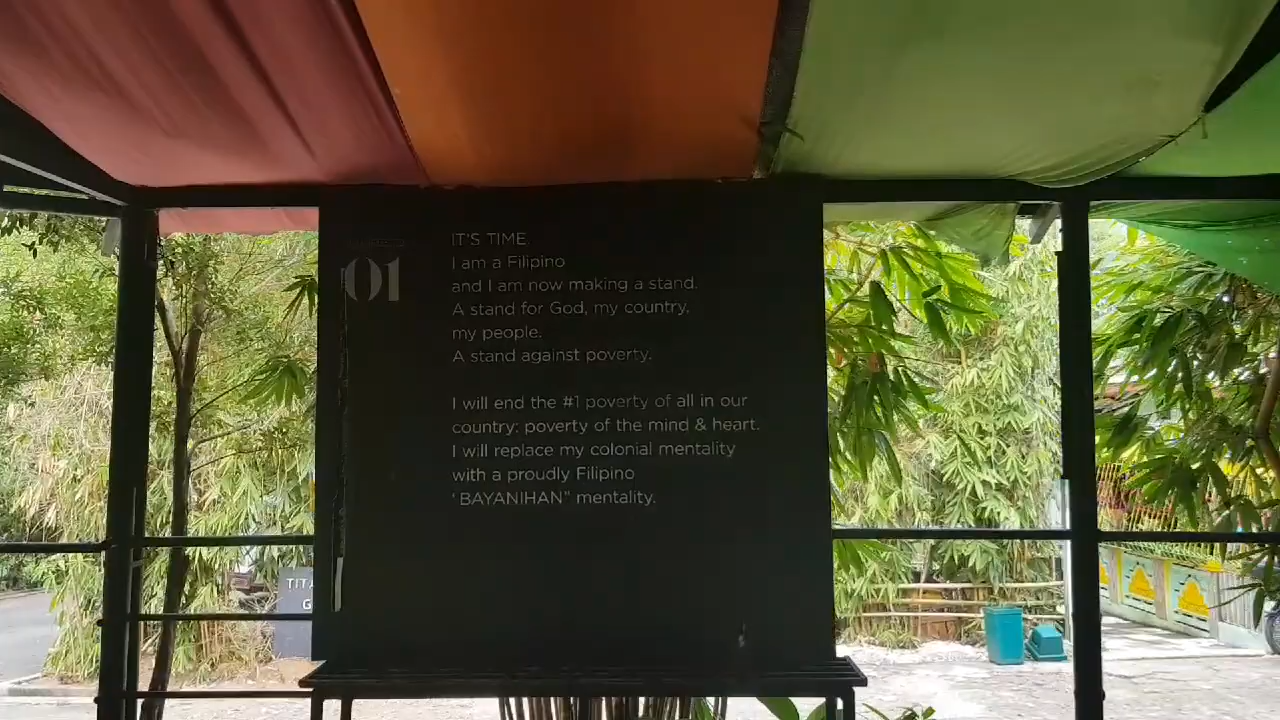 01
IT'S TIME.
I am a Filipino
and I am now making a stand.
A stand for God, my country,
my people.
A stand against poverty.
I will end the #1 poverty of all in our
country: poverty of the mind & heart.
I will replace my colonial mentality
with a proudly Filipino
"BAYANIHAN" mentality.